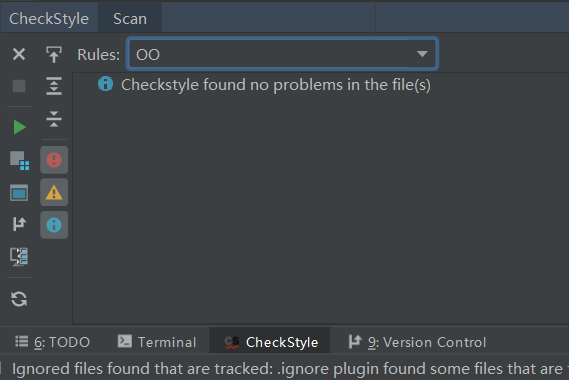 CheckStyle Scan
Rules: OO
Checkstyle found no problems in the file(s)
6: TODO Terminal CheckStyle 9: Version Control
Ignored files found that are tracked: .ignore plugin found some files that are